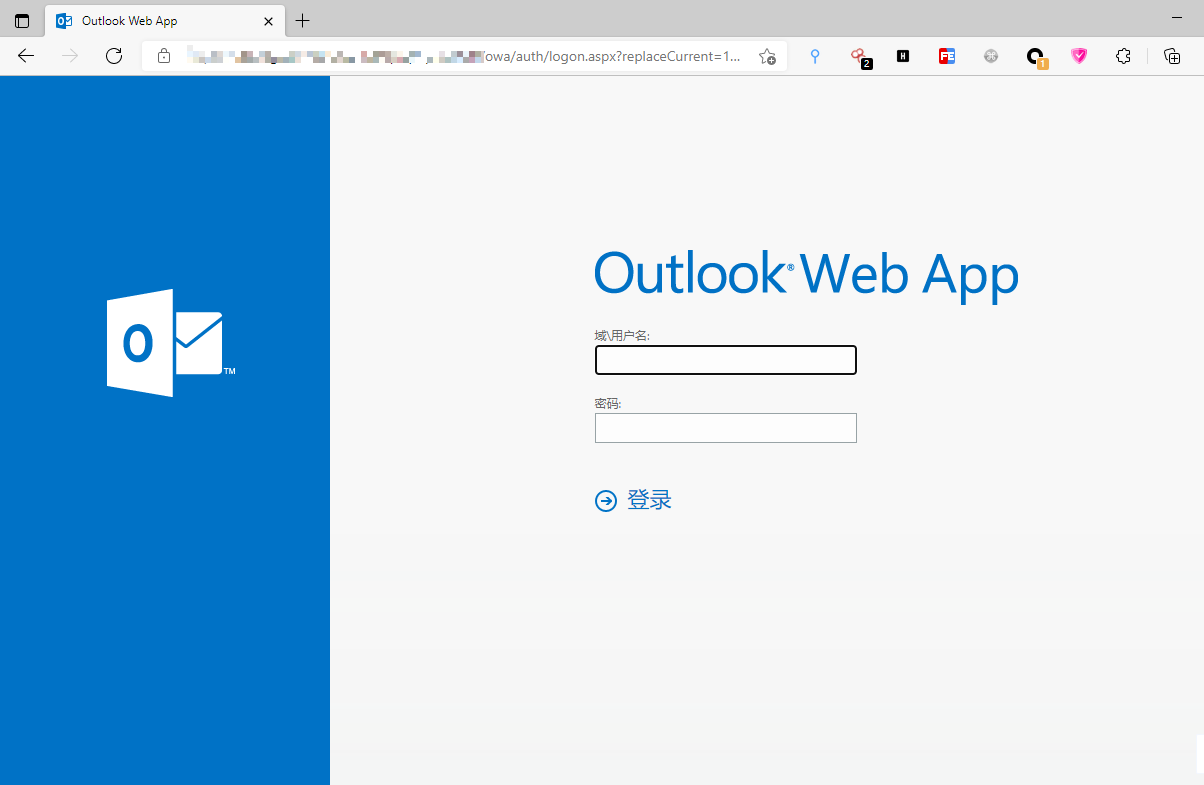 Outlook Web App
owa/auth/logon.aspx?replaceCurrent=1...
2
H
FE
1
O
TM
Outlook® Web App
域\用户名:
密码:
登录